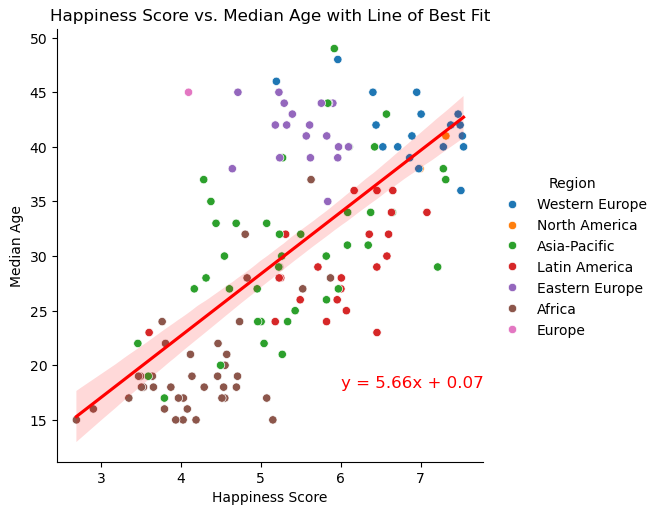 Happiness Score vs. Median Age with Line of Best Fit
50
45
40
35
30
25
20
15
Median Age
3 4 5 6 7
Happiness Score
y = 5.66x + 0.07
Region
Western Europe
North America
Asia-Pacific
Latin America
Eastern Europe
Africa
Europe